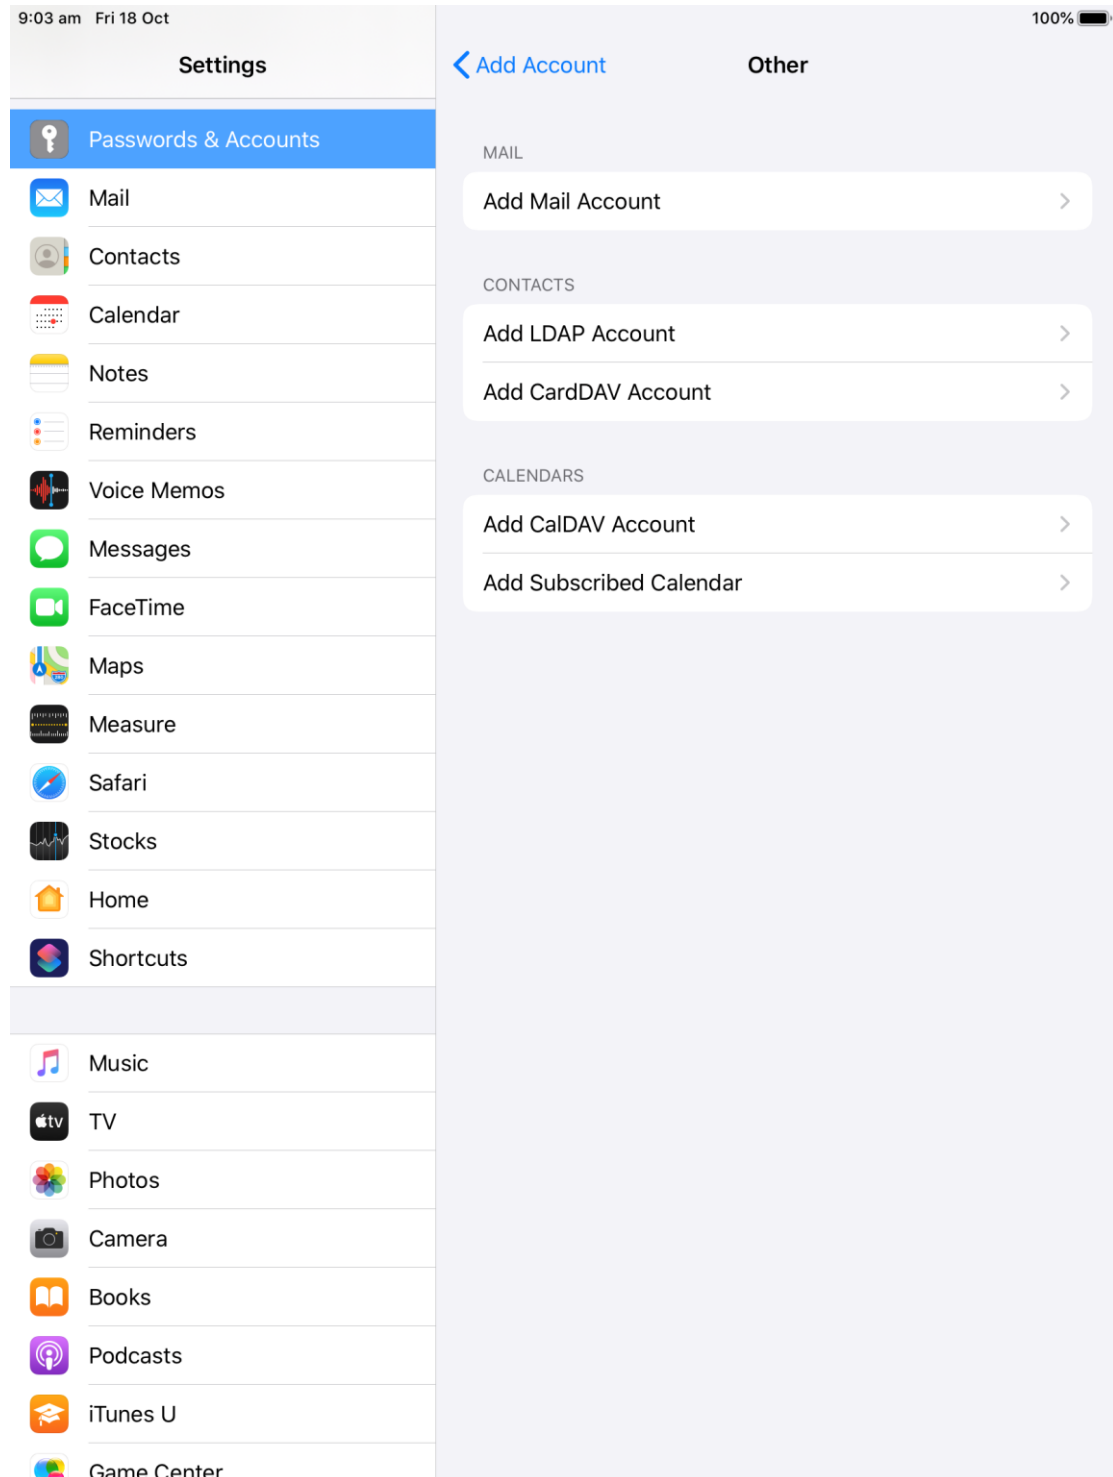 9:03 am Fri 18 Oct
100%
Settings
Passwords & Accounts
Mail
Contacts
Calendar
Notes
Reminders
Voice Memos
Messages
FaceTime
Maps
Measure
Safari
Stocks
Home
Shortcuts
Music
tv
TV
Photos
Camera
Books
Podcasts
iTunes U
Game Center
Add Account
Other
MAIL
Add Mail Account
CONTACTS
Add LDAP Account
Add CardDAV Account
CALENDARS
Add CalDAV Account
Add Subscribed Calendar